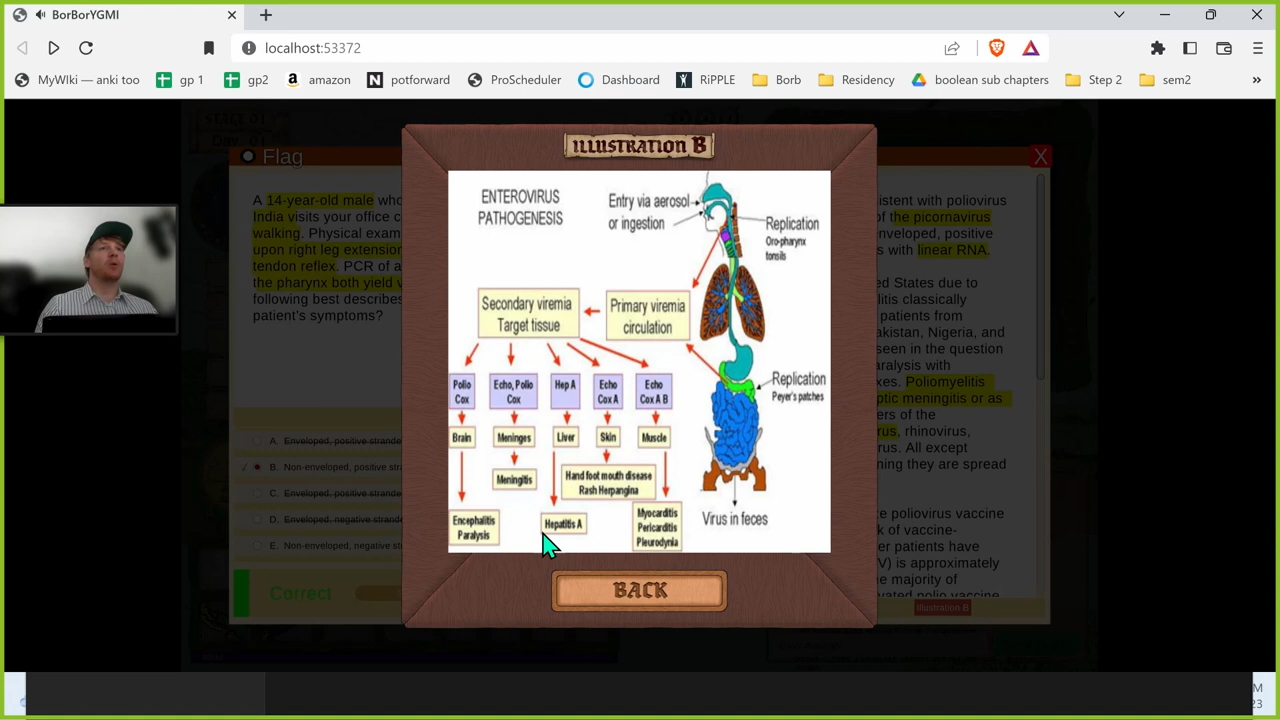 BorBorYGMI
localhost:53372
MyWIki — anki too
gp 1
gp2
amazon
potforward
ProScheduler
Dashboard
RiPPLE
Borb
Residency
boolean sub chapters
Step 2
sem2
»
STAGE 01
ILLUSTRATION B
Flag
X
A 14-year-old male who
India visits your office c
walking. Physical exam
upon right leg extension
tendon reflex. PCR of a
the pharynx both yield v
following best describes
patient's symptoms?
A. Enveloped, positive strande
B. Non-enveloped, positive stra
C. Enveloped, positive strande
D. Enveloped, negative strande
E. Non-enveloped, negative str
Correct
ENTEROVIRUS
PATHOGENESIS
Entry via aerosol
or ingestion
Replication
Oro-pharynx
tonsils
Secondary viremia
Target tissue
Primary viremia
circulation
Polio
Cox
Echo, Polio
Cox
Hep A
Echo
Cox A
Echo
Cox A B
Replication
Peyer's patches
Brain
Meninges
Liver
Skin
Muscle
Meningitis
Hand foot mouth disease
Rash Herpangina
Encephalitis
Paralysis
Hepatitis A
Myocarditis
Pericarditis
Pleurodynia
Virus in feces
BACK
sistent with poliovirus
of the picornavirus
nveloped, positive
s with linear RNA.
ed States due to
litis classically
patients from
kistan, Nigeria, and
seen in the question
aralysis with
xes. Poliomyelitis
ptic meningitis or as
ers of the
rus, rhinovirus,
rus. All except
ning they are spread
e poliovirus vaccine
k of vaccine-
er patients have
V) is approximately
e majority of
vated polio vaccine
Illustration B
M
23